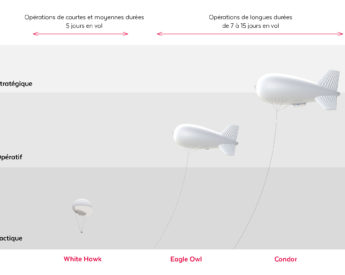 Opérations de courtes et moyennes durées
5 jours en vol
Opérations de longues durées
de 7 à 15 jours en vol
tratégique
Opératif
actique
White Hawk
Eagle Owl
Condor